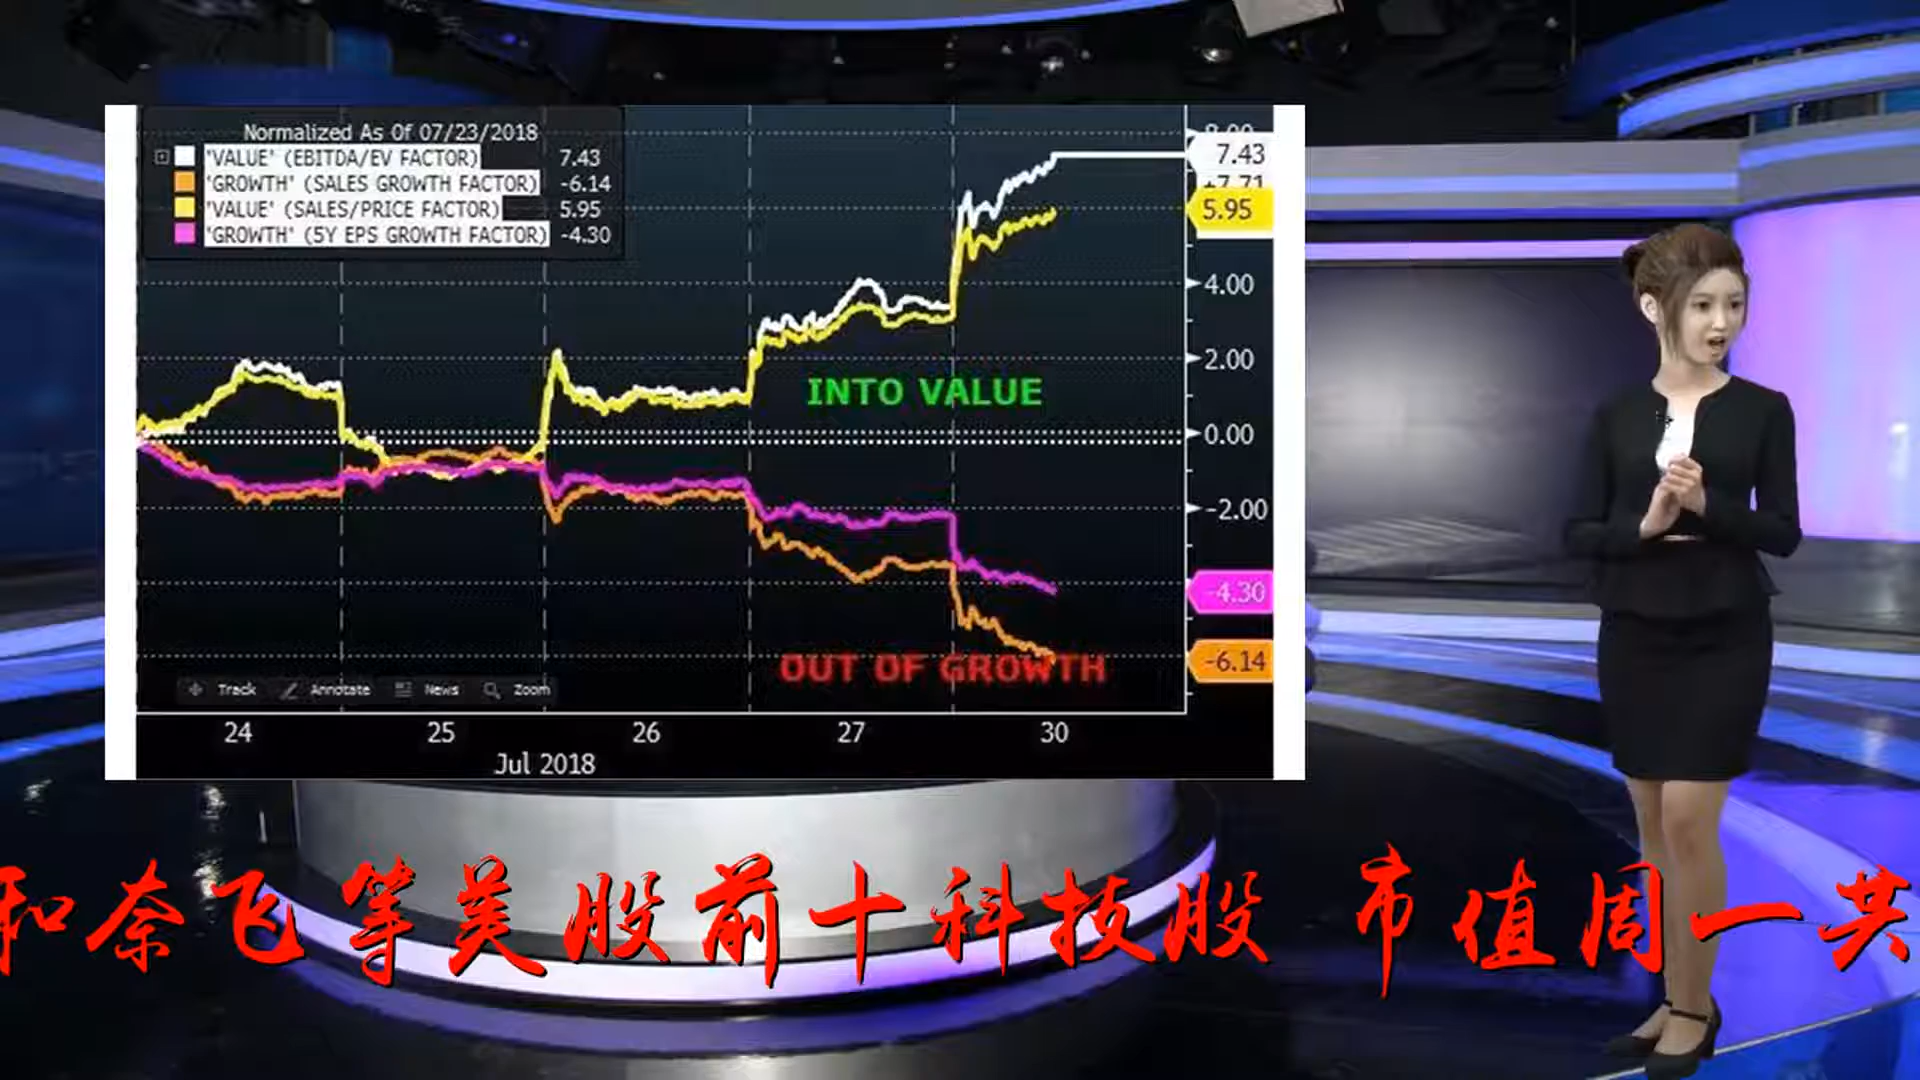 Normalized As Of 07/23/2018
'VALUE' (EBITDA/EV FACTOR) 7.43
'GROWTH' (SALES GROWTH FACTOR) -6.14
'VALUE' (SALES/PRICE FACTOR) 5.95
'GROWTH' (5Y EPS GROWTH FACTOR) -4.30
8.00
7.43
+7.71
5.95
4.00
2.00
0.00
-2.00
-4.30
-6.14
INTO VALUE
OUT OF GROWTH
Track Annotate News Zoom
24 25 26 27 30
Jul 2018
和奈飞等美股前十科技股 市值周一共